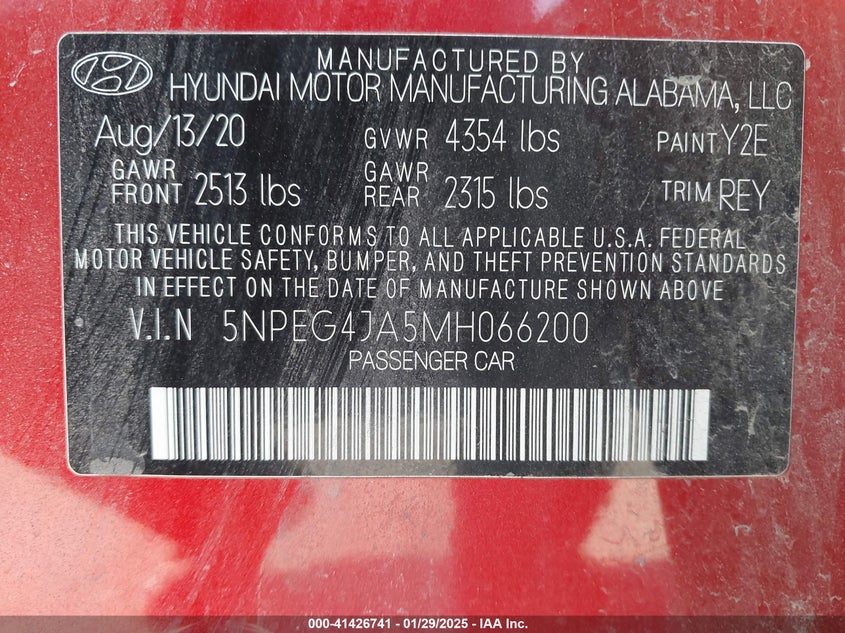 MANUFACTURED BY
HYUNDAI MOTOR MANUFACTURING ALABAMA, LLC
Aug/13/20 GVWR 4354 lbs PAINT Y2E
GAWR FRONT 2513 lbs GAWR REAR 2315 lbs TRIM REY
THIS VEHICLE CONFORMS TO ALL APPLICABLE U.S.A. FEDERAL
MOTOR VEHICLE SAFETY, BUMPER, AND THEFT PREVENTION STANDARDS
IN EFFECT ON THE DATE OF MANUFACTURE SHOWN ABOVE
V.I.N 5NPEG4JA5MH066200
PASSENGER CAR
000-41426741 - 01/29/2025 - IAA Inc.